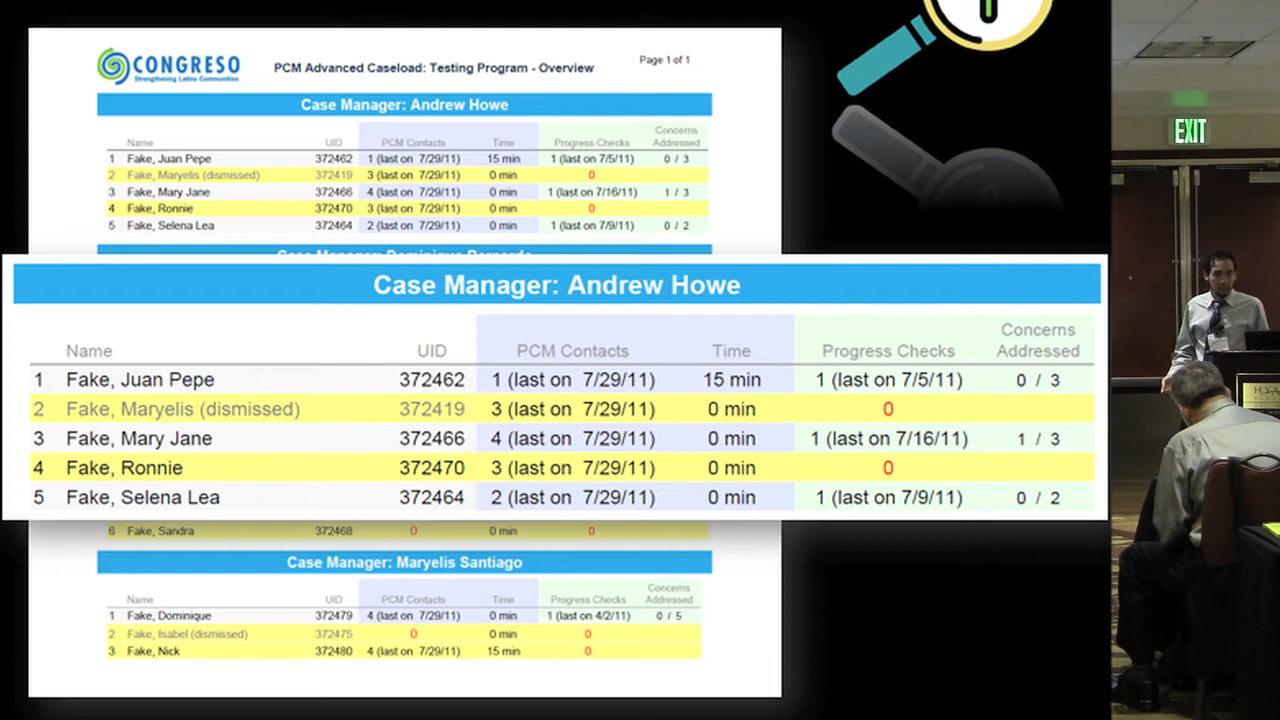 CONGRESO
Strengthening Latino Communities
PCM Advanced Caseload: Testing Program - Overview
Page 1 of 1
Case Manager: Andrew Howe
Name UID PCM Contacts Time Progress Checks Concerns Addressed
1 Fake, Juan Pepe 372462 1 (last on 7/29/11) 15 min 1 (last on 7/5/11) 0 / 3
2 Fake, Maryelis (dismissed) 372419 3 (last on 7/29/11) 0 min 0
3 Fake, Mary Jane 372466 4 (last on 7/29/11) 0 min 1 (last on 7/16/11) 1 / 3
4 Fake, Ronnie 372470 3 (last on 7/29/11) 0 min 0
5 Fake, Selena Lea 372464 2 (last on 7/29/11) 0 min 1 (last on 7/9/11) 0 / 2
Case Manager: Andrew Howe
Name UID PCM Contacts Time Progress Checks Concerns Addressed
1 Fake, Juan Pepe 372462 1 (last on 7/29/11) 15 min 1 (last on 7/5/11) 0 / 3
2 Fake, Maryelis (dismissed) 372419 3 (last on 7/29/11) 0 min 0
3 Fake, Mary Jane 372466 4 (last on 7/29/11) 0 min 1 (last on 7/16/11) 1 / 3
4 Fake, Ronnie 372470 3 (last on 7/29/11) 0 min 0
5 Fake, Selena Lea 372464 2 (last on 7/29/11) 0 min 1 (last on 7/9/11) 0 / 2
6 Fake, Sandra 372468 0 0 min 0
Case Manager: Maryelis Santiago
Name UID PCM Contacts Time Progress Checks Concerns Addressed
1 Fake, Dominique 372479 4 (last on 7/29/11) 0 min 1 (last on 4/2/11) 0 / 5
2 Fake, Isabel (dismissed) 372475 0 0 min 0
3 Fake, Nick 372480 4 (last on 7/29/11) 15 min 0
EXIT